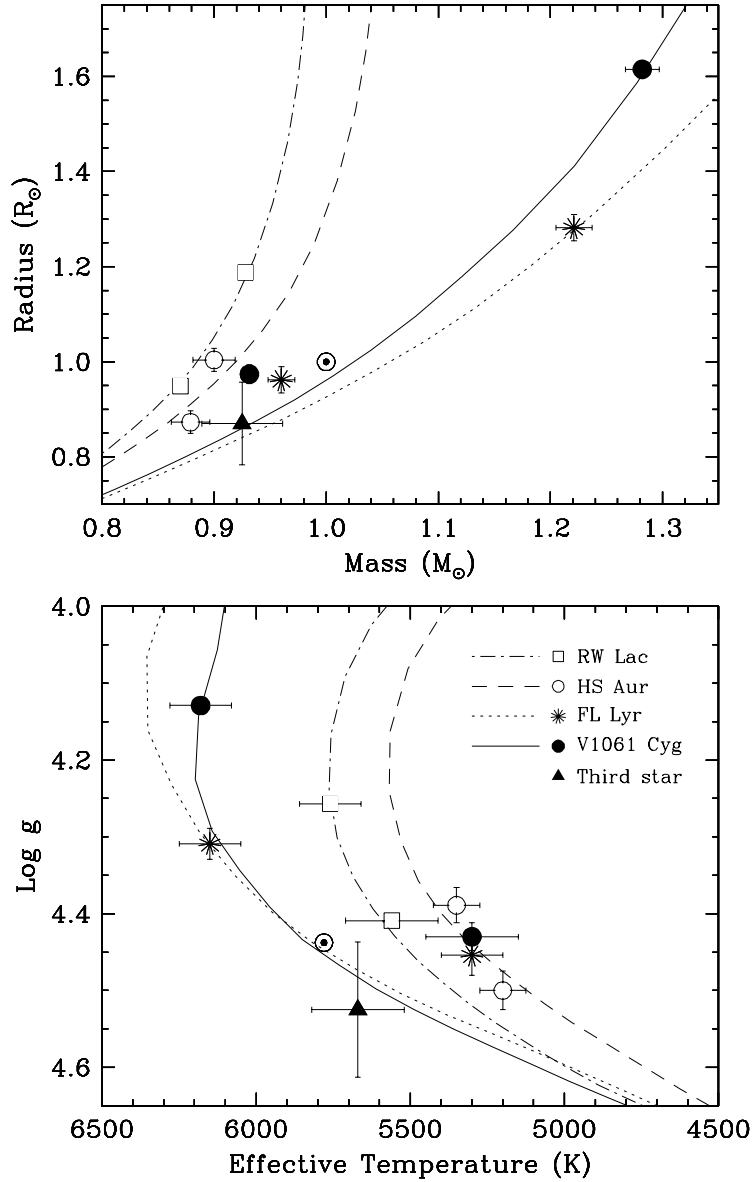 1.6
1.4
1.2
1.0
0.8
Radius (R⊙)
0.8 0.9 1.0 1.1 1.2 1.3
Mass (M⊙)
4.0
4.2
4.4
4.6
Log g
RW Lac
HS Aur
FL Lyr
V1061 Cyg
Third star
6500 6000 5500 5000 4500
Effective Temperature (K)